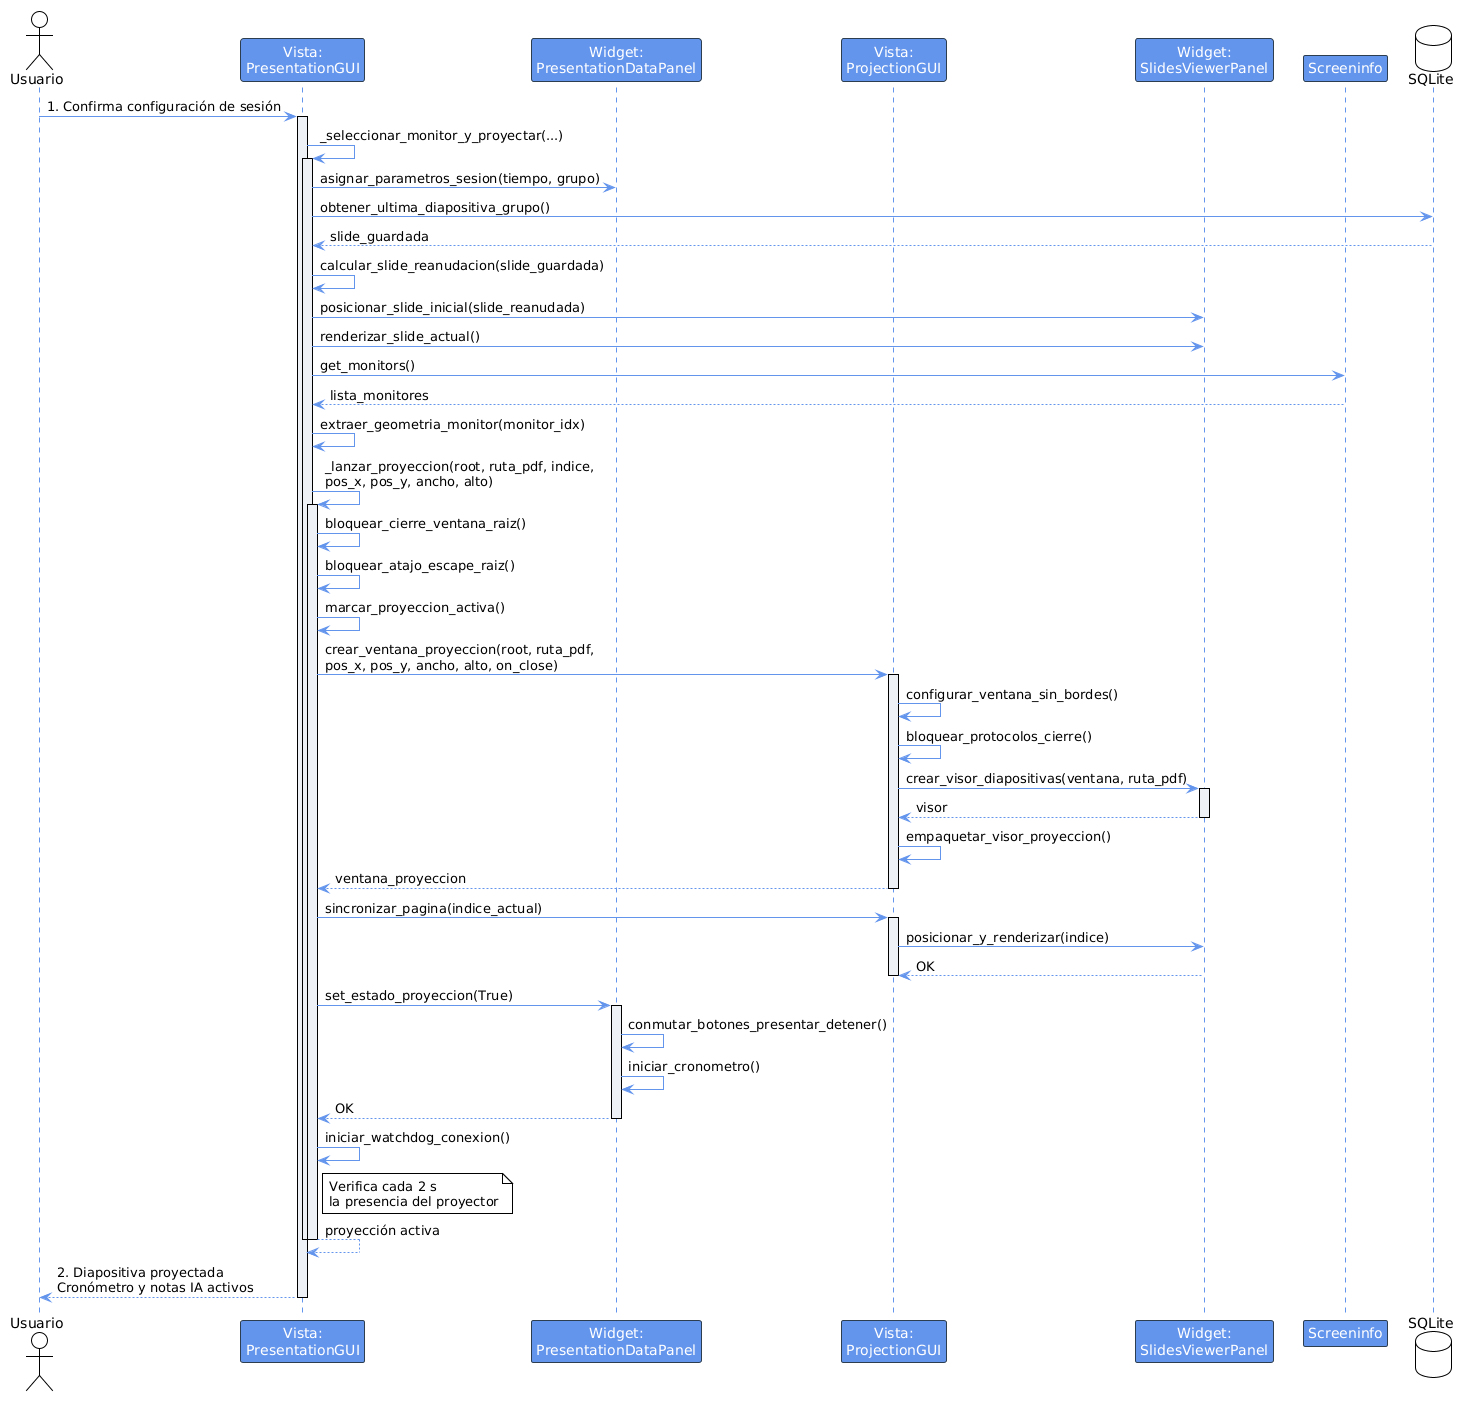 Usuario
Vista:
PresentationGUI
Widget:
PresentationDataPanel
Vista:
ProjectionGUI
Widget:
SlidesViewerPanel
Screeninfo
SQLite
1. Confirma configuración de sesión
_seleccionar_monitor_y_proyectar(...)
asignar_parametros_sesion(tiempo, grupo)
obtener_ultima_diapositiva_grupo()
slide_guardada
calcular_slide_reanudacion(slide_guardada)
posicionar_slide_inicial(slide_reanudada)
renderizar_slide_actual()
get_monitors()
lista_monitores
extraer_geometria_monitor(monitor_idx)
_lanzar_proyeccion(root, ruta_pdf, indice,
pos_x, pos_y, ancho, alto)
bloquear_cierre_ventana_raiz()
bloquear_atajo_escape_raiz()
marcar_proyeccion_activa()
crear_ventana_proyeccion(root, ruta_pdf,
pos_x, pos_y, ancho, alto, on_close)
configurar_ventana_sin_bordes()
bloquear_protocolos_cierre()
crear_visor_diapositivas(ventana, ruta_pdf)
visor
empaquetar_visor_proyeccion()
ventana_proyeccion
sincronizar_pagina(indice_actual)
posicionar_y_renderizar(indice)
OK
set_estado_proyeccion(True)
conmutar_botones_presentar_detener()
iniciar_cronometro()
OK
iniciar_watchdog_conexion()
Verifica cada 2 s
la presencia del proyector
proyección activa
2. Diapositiva proyectada
Cronómetro y notas IA activos
Usuario
Vista:
PresentationGUI
Widget:
PresentationDataPanel
Vista:
ProjectionGUI
Widget:
SlidesViewerPanel
Screeninfo
SQLite